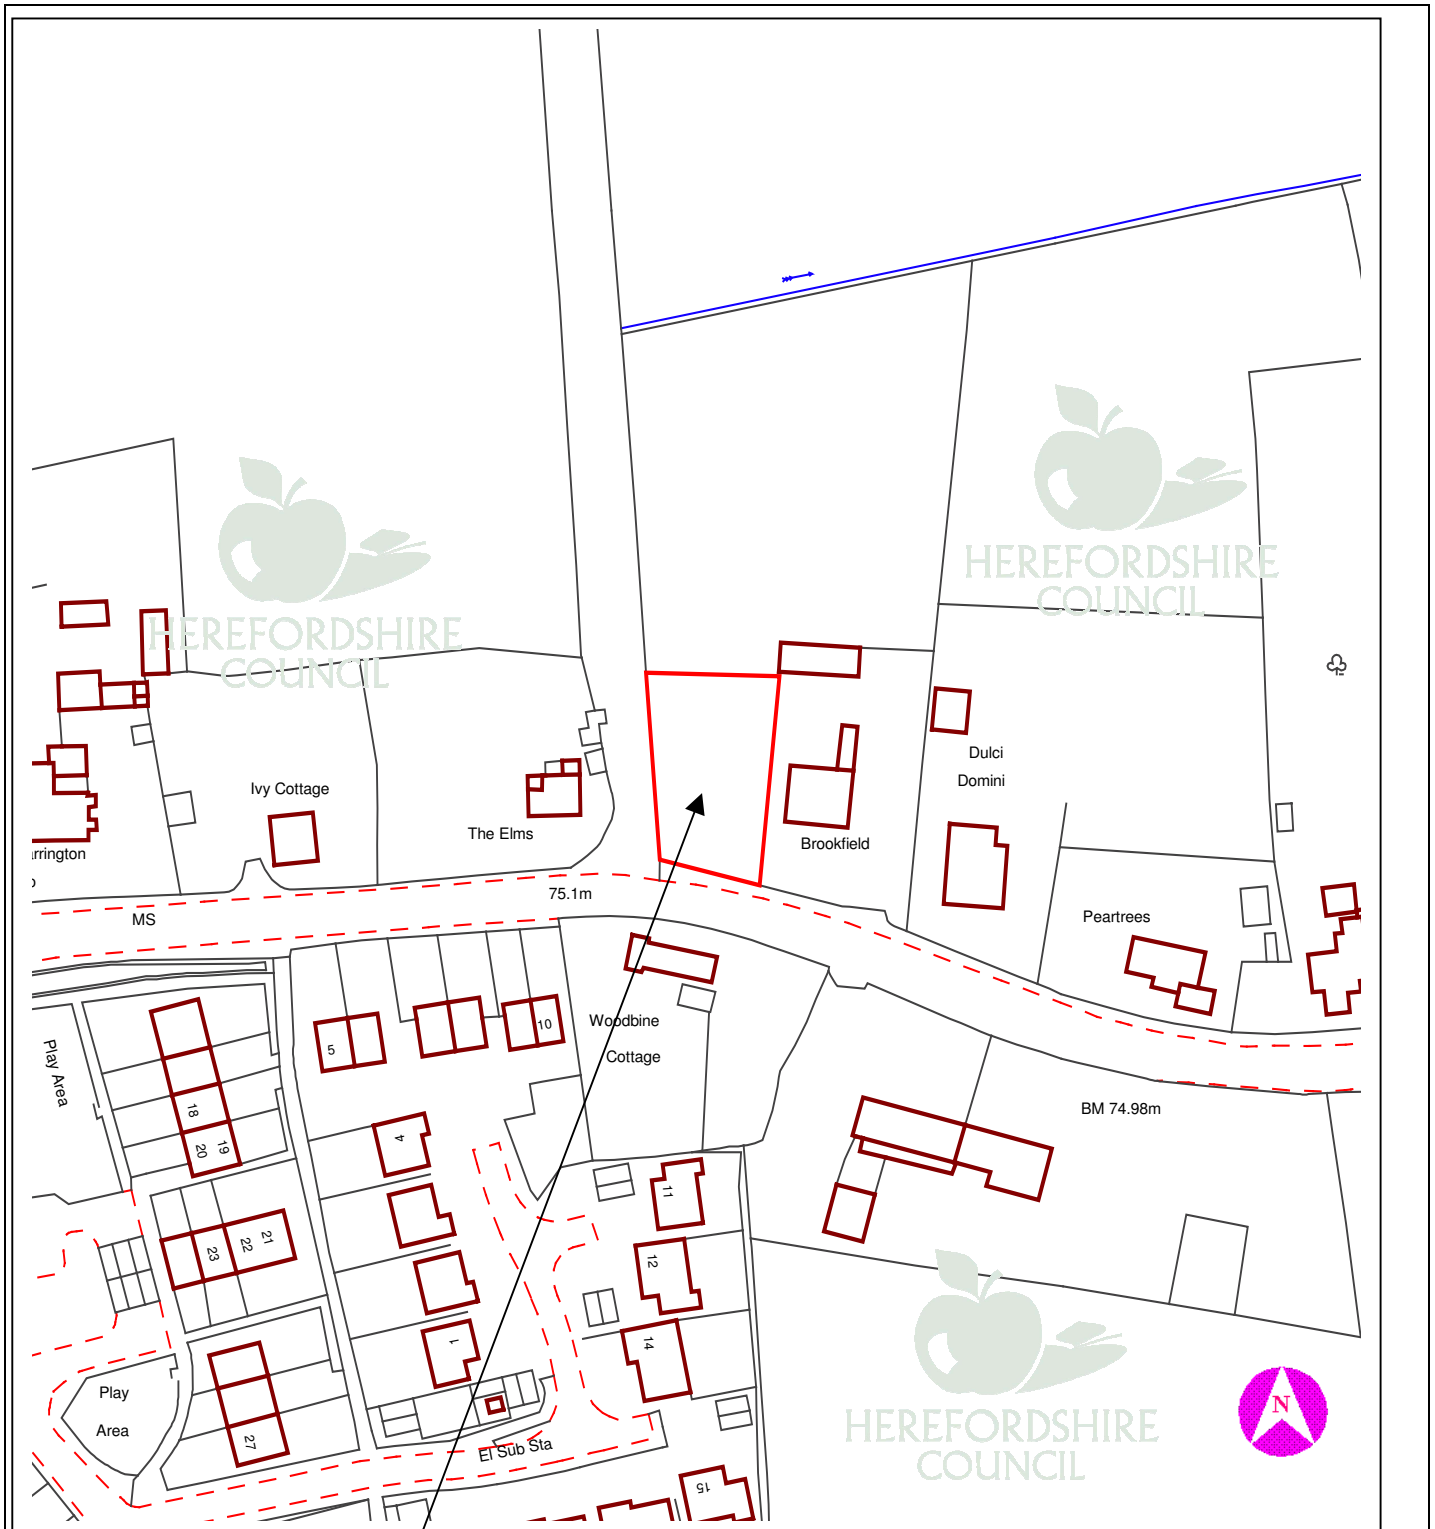 HEREFORDSHIRE
COUNCIL
HEREFORDSHIRE
COUNCIL
Dulci
Domini
Ivy Cottage
The Elms
Brookfield
75.1m
MS
Peartrees
Woodbine
Cottage
5
10
Play Area
18
19
20
4
BM 74.98m
11
12
21
22
23
14
1
Play
Area
27
El Sub Sta
15
HEREFORDSHIRE
COUNCIL
N